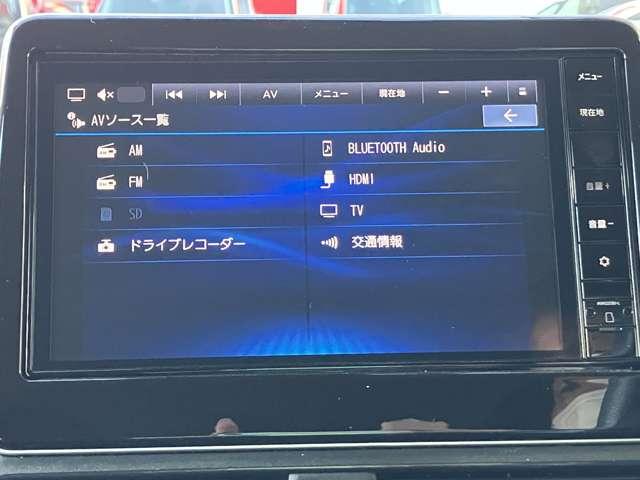 AV メニュー 現在地 − +
AVソース一覧
AM
FM
SD
ドライブレコーダー
BLUETOOTH Audio
HDMI
TV
交通情報
メニュー
現在地
音量+
音量−